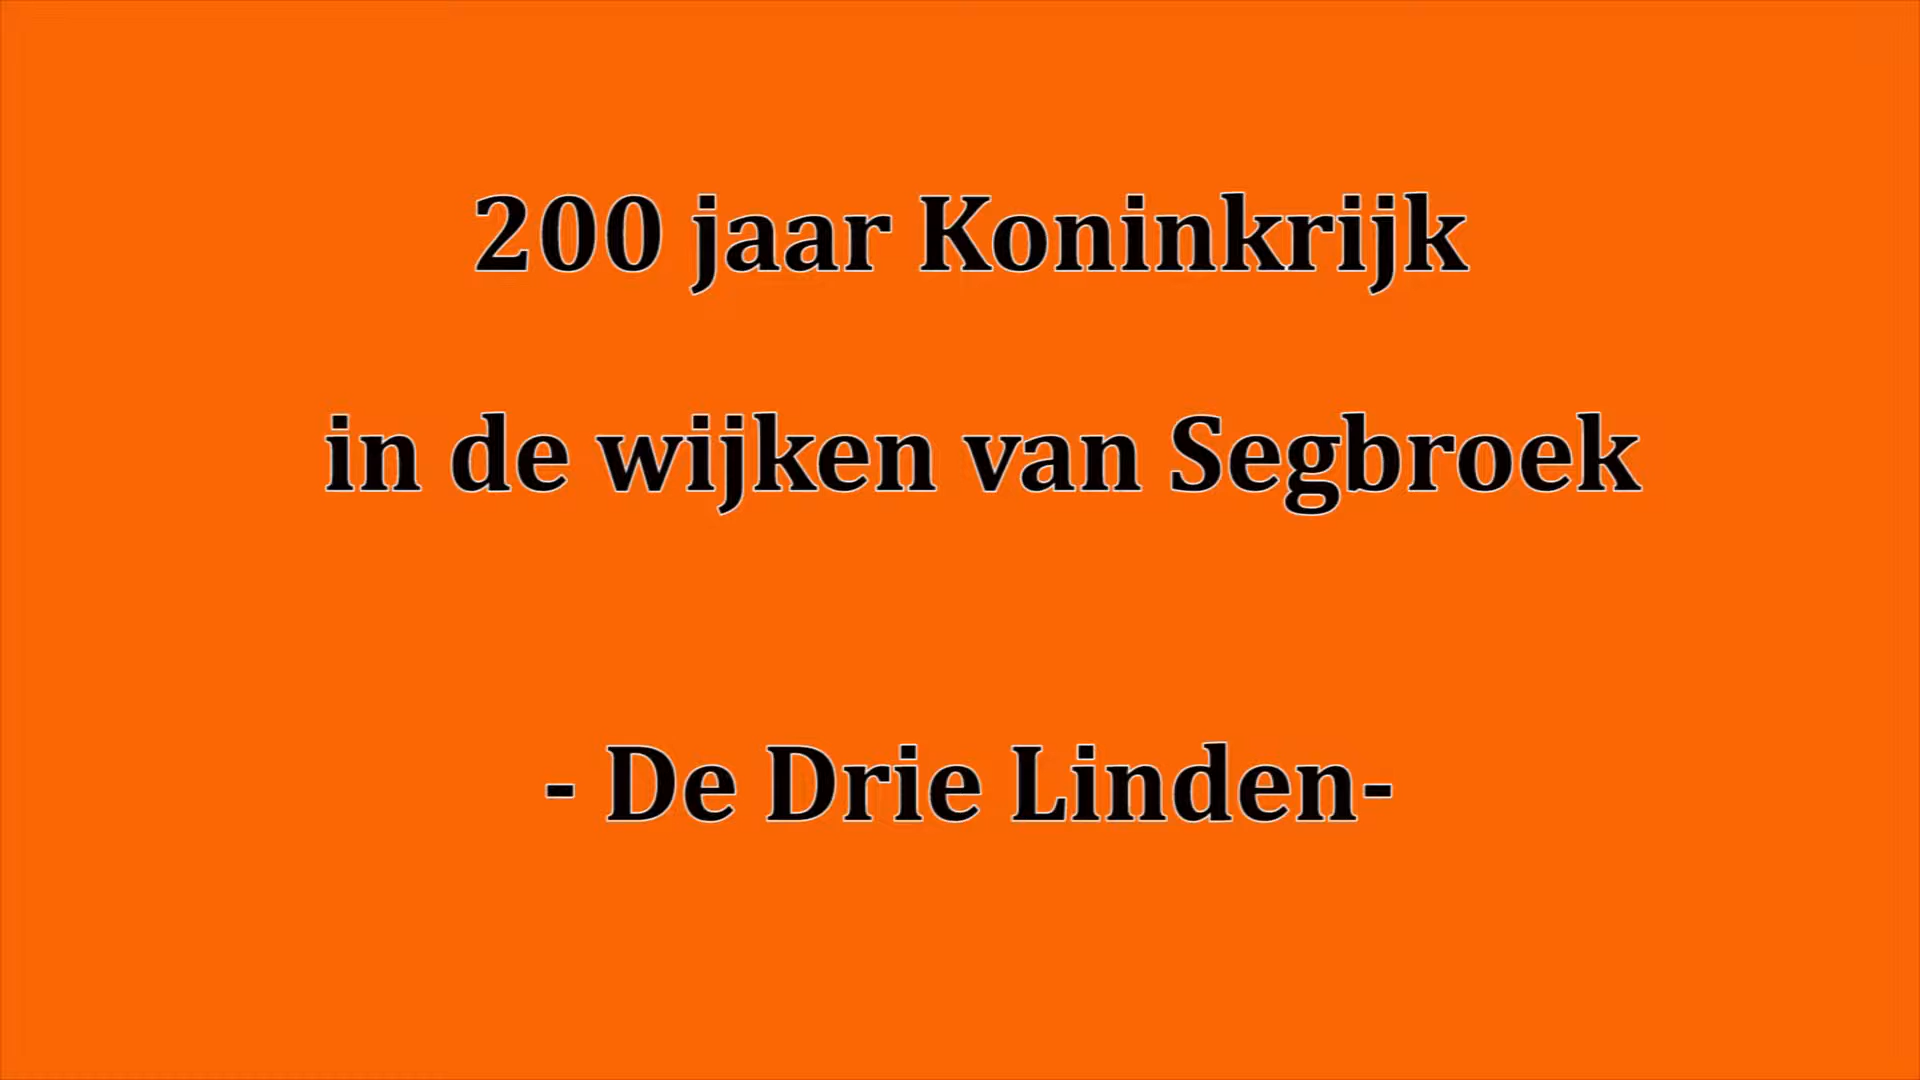 200 jaar Koninkrijk
in de wijken van Segbroek
- De Drie Linden-